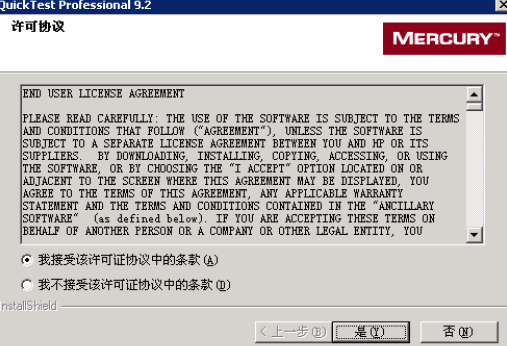 QuickTest Professional 9.2
许可协议
MERCURY™
END USER LICENSE AGREEMENT
PLEASE READ CAREFULLY: THE USE OF THE SOFTWARE IS SUBJECT TO THE TERMS
AND CONDITIONS THAT FOLLOW ("AGREEMENT"), UNLESS THE SOFTWARE IS
SUBJECT TO A SEPARATE LICENSE AGREEMENT BETWEEN YOU AND HP OR ITS
SUPPLIERS.  BY DOWNLOADING, INSTALLING, COPYING, ACCESSING, OR USING
THE SOFTWARE, OR BY CHOOSING THE "I ACCEPT" OPTION LOCATED ON OR
ADJACENT TO THE SCREEN WHERE THIS AGREEMENT MAY BE DISPLAYED, YOU
AGREE TO THE TERMS OF THIS AGREEMENT, ANY APPLICABLE WARRANTY
STATEMENT AND THE TERMS AND CONDITIONS CONTAINED IN THE "ANCILLARY
SOFTWARE"  (as defined below). IF YOU ARE ACCEPTING THESE TERMS ON
BEHALF OF ANOTHER PERSON OR A COMPANY OR OTHER LEGAL ENTITY, YOU
我接受该许可证协议中的条款(A)
我不接受该许可证协议中的条款(D)
InstallShield
< 上一步(B) 是(Y) 否(N)